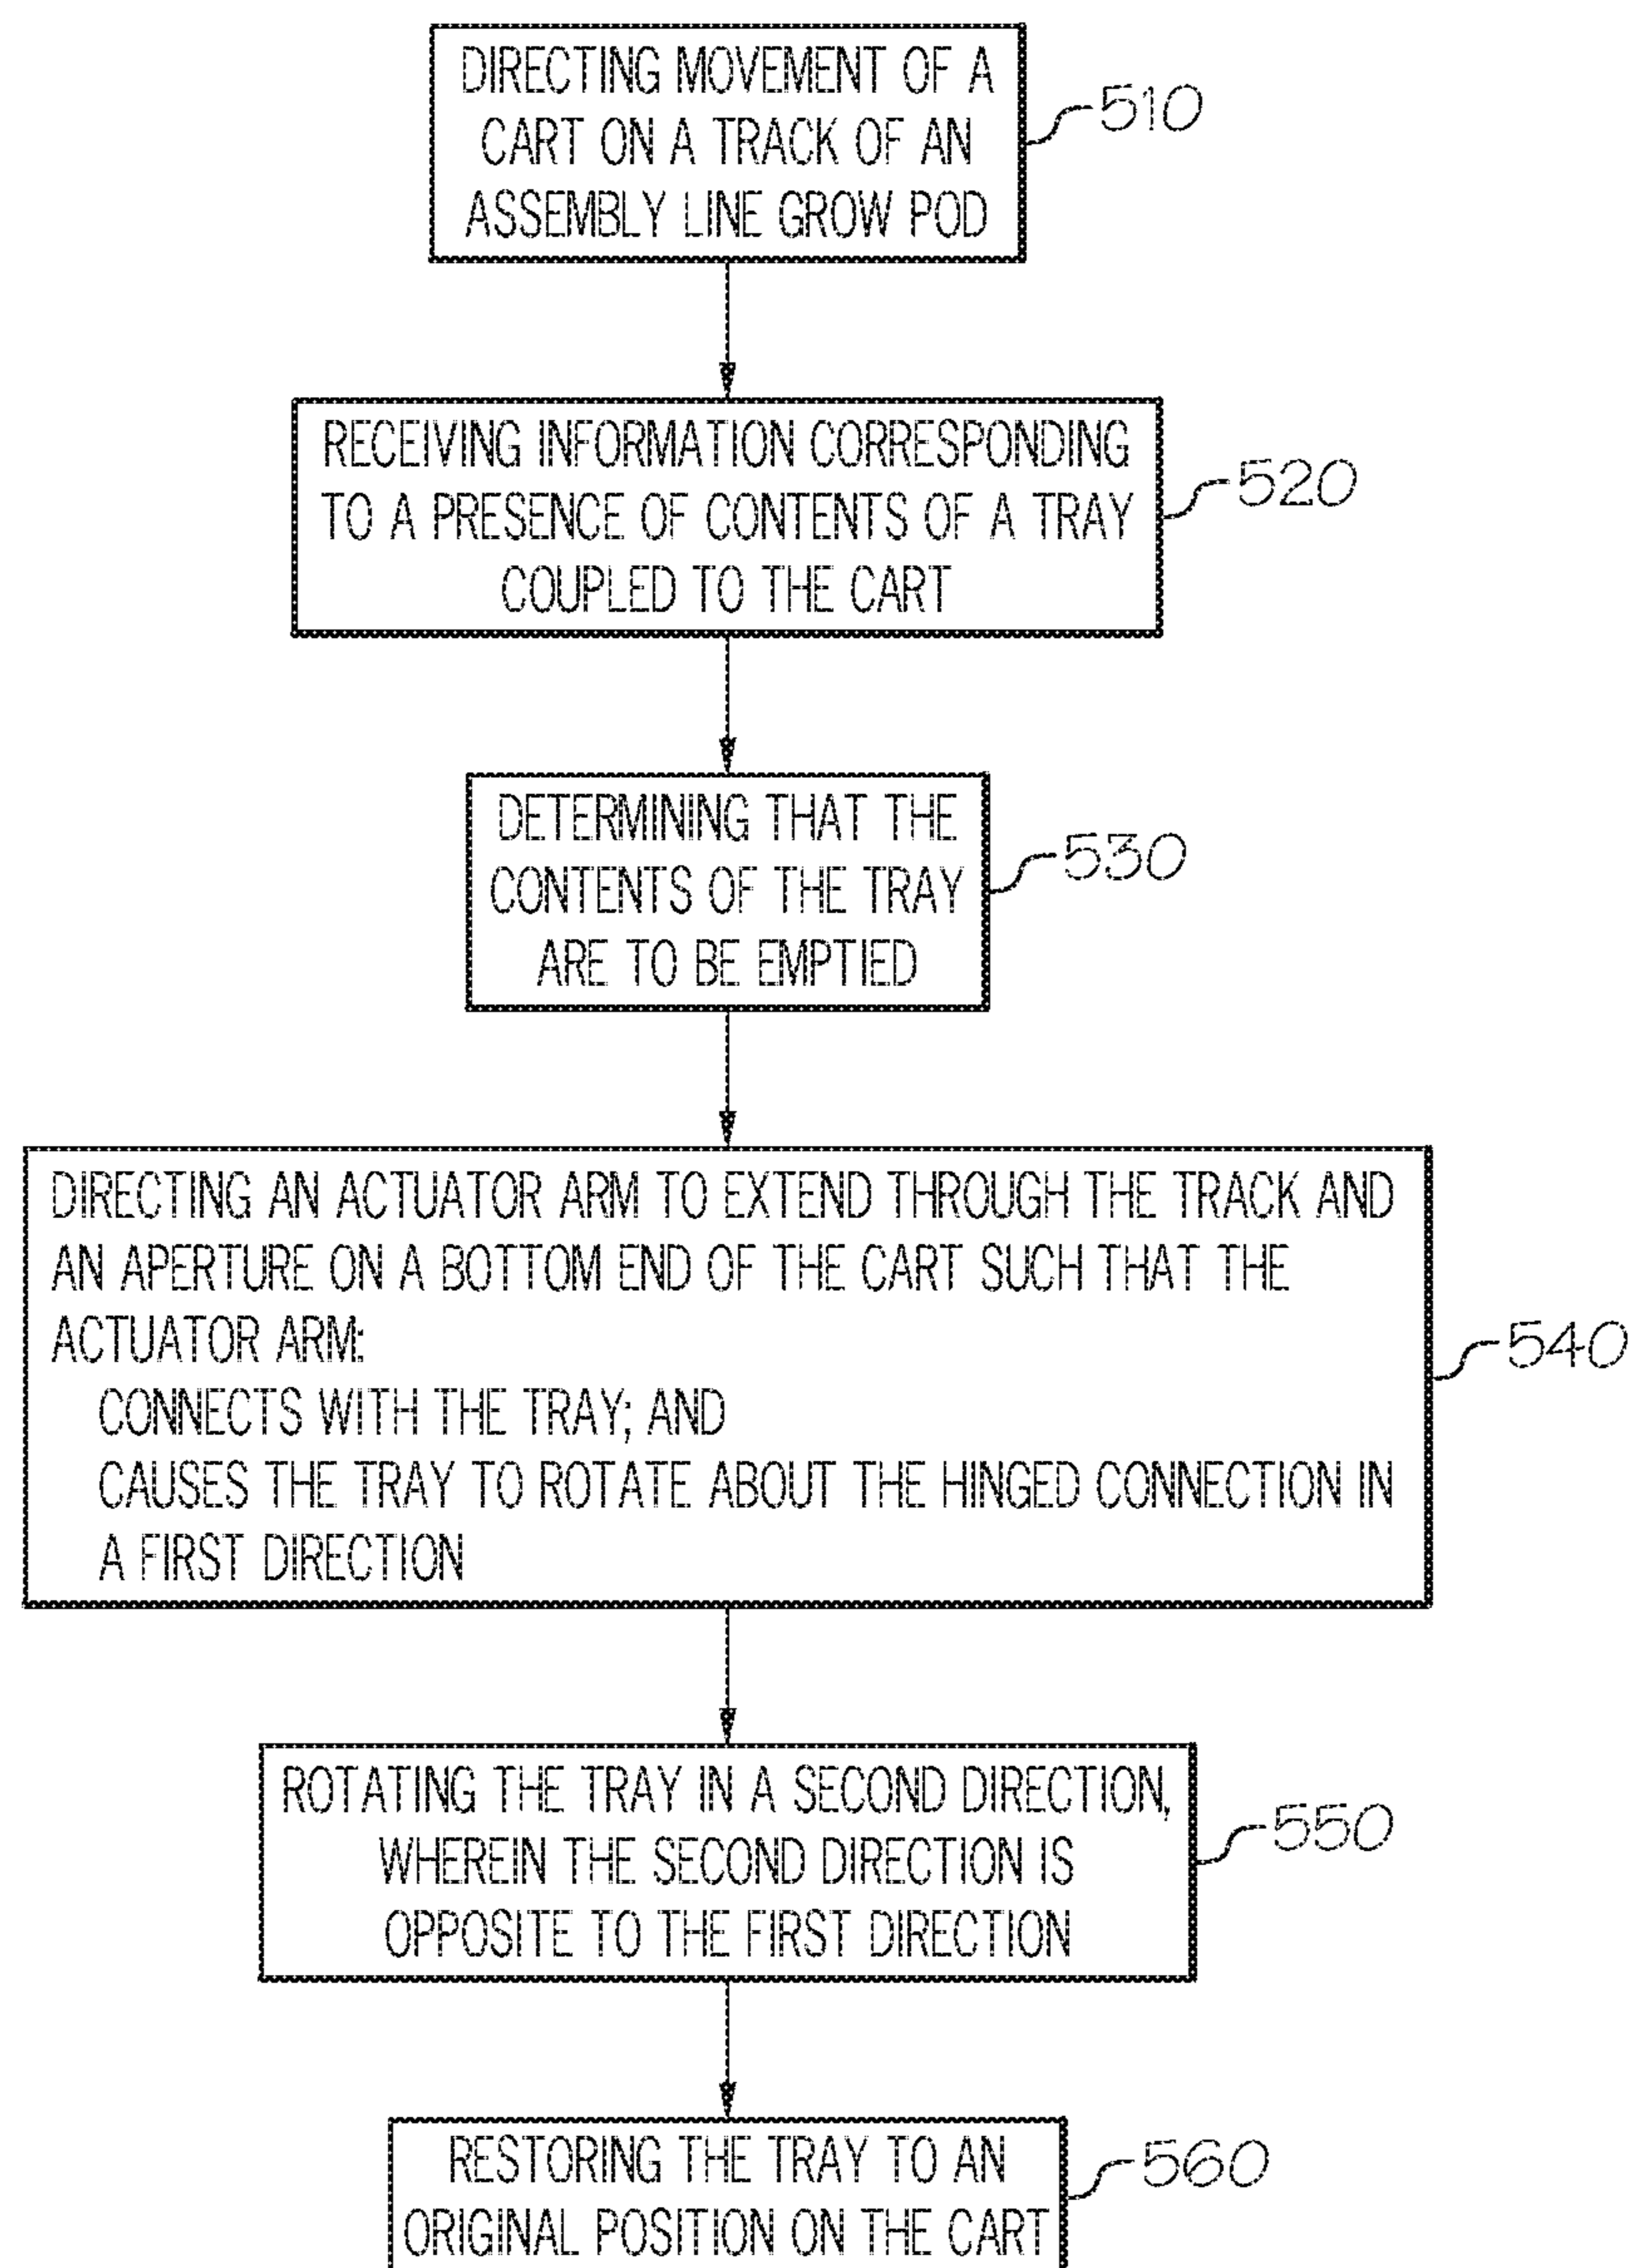 DIRECTING MOVEMENT OF A
CART ON A TRACK OF AN
ASSEMBLY LINE GROW POD
510
RECEIVING INFORMATION CORRESPONDING
TO A PRESENCE OF CONTENTS OF A TRAY
COUPLED TO THE CART
520
DETERMINING THAT THE
CONTENTS OF THE TRAY
ARE TO BE EMPTIED
530
DIRECTING AN ACTUATOR ARM TO EXTEND THROUGH THE TRACK AND
AN APERTURE ON A BOTTOM END OF THE CART SUCH THAT THE
ACTUATOR ARM:
CONNECTS WITH THE TRAY; AND
CAUSES THE TRAY TO ROTATE ABOUT THE HINGED CONNECTION IN
A FIRST DIRECTION
540
ROTATING THE TRAY IN A SECOND DIRECTION,
WHEREIN THE SECOND DIRECTION IS
OPPOSITE TO THE FIRST DIRECTION
550
RESTORING THE TRAY TO AN
ORIGINAL POSITION ON THE CART
560